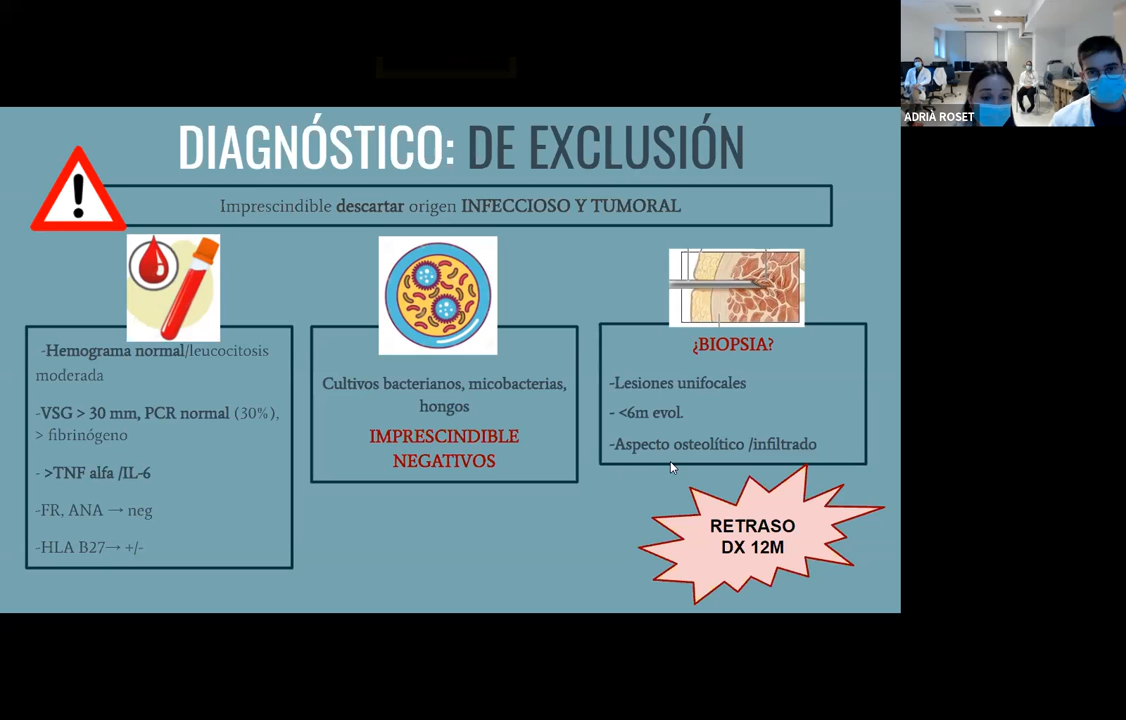 ADRIÀ ROSET
DIAGNÓSTICO: DE EXCLUSIÓN
Imprescindible descartar origen INFECCIOSO Y TUMORAL
-Hemograma normal/leucocitosis
moderada
-VSG > 30 mm, PCR normal (30%),
> fibrinógeno
- >TNF alfa /IL-6
-FR, ANA → neg
-HLA B27→ +/-
Cultivos bacterianos, micobacterias,
hongos
IMPRESCINDIBLE
NEGATIVOS
¿BIOPSIA?
-Lesiones unifocales
- <6m evol.
-Aspecto osteolítico /infiltrado
RETRASO
DX 12M